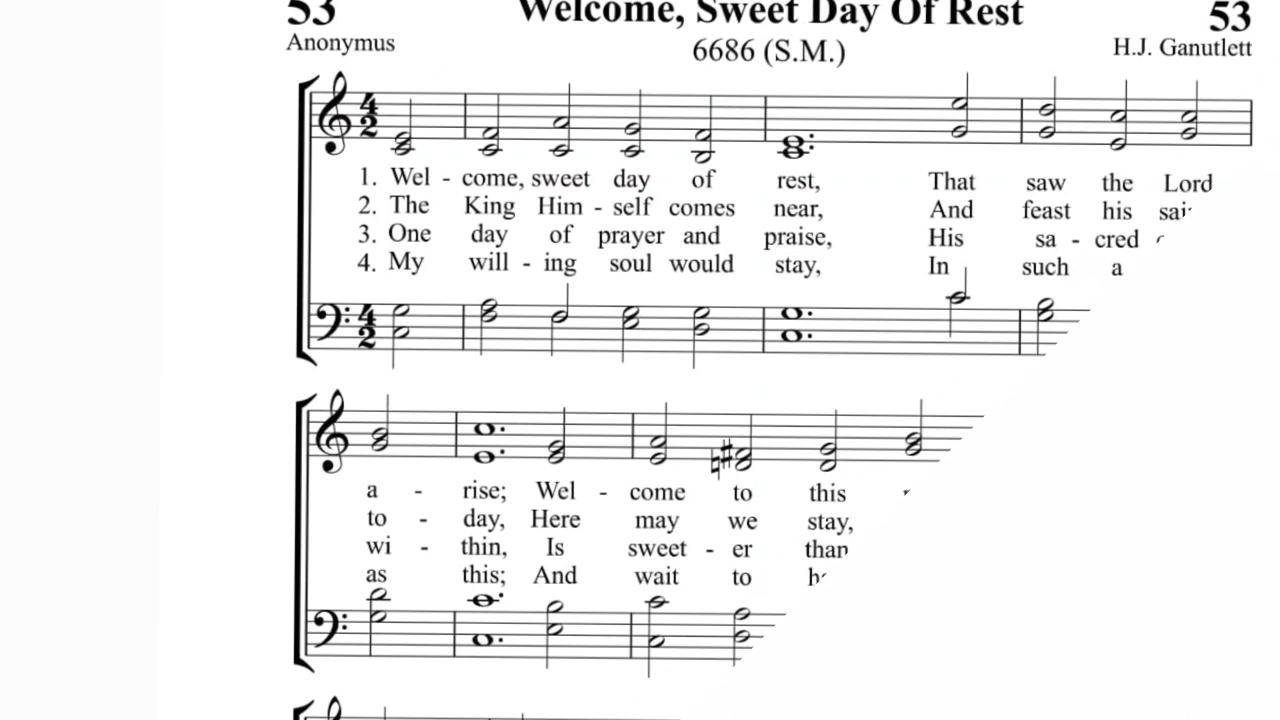 53 Welcome, Sweet Day Of Rest 53
Anonymus 6686 (S.M.) H.J. Ganutlett
1. Wel - come, sweet day of rest, That saw the Lord
2. The King Him - self comes near, And feast his
3. One day of prayer and praise, His sa - cred
4. My will - ing soul would stay, In such a
a - rise; Wel - come to this
to - day, Here may we stay,
wi - thin, Is sweet - er than
as this; And wait to